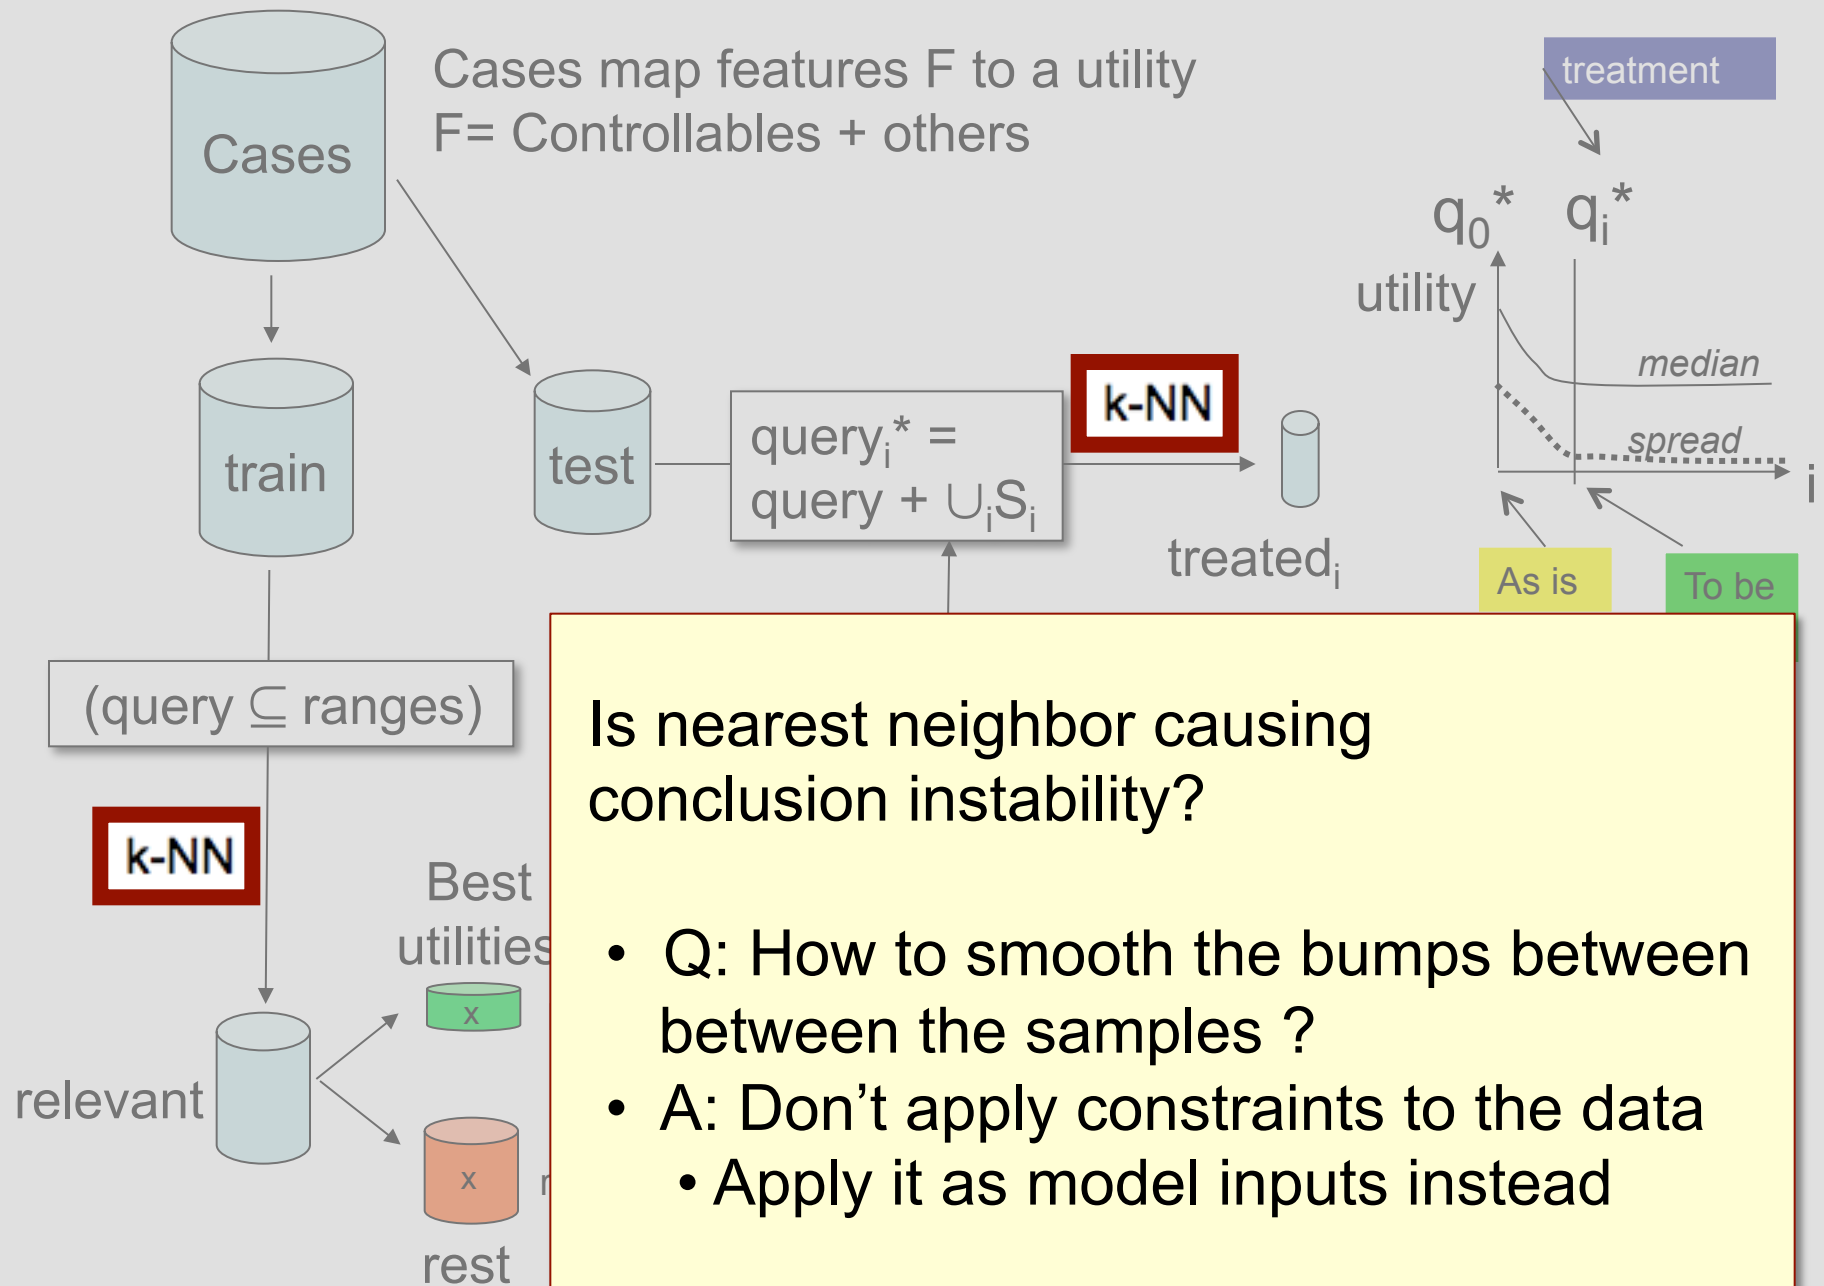 Cases map features F to a utility
F= Controllables + others
Cases
treatment
q₀* qᵢ*
utility
median
spread
i
As is
To be
train
test
queryᵢ* =
query + ∪ᵢSᵢ
k-NN
treatedᵢ
(query ⊆ ranges)
k-NN
Best
utilities
x
relevant
x
rest
Is nearest neighbor causing
conclusion instability?
• Q: How to smooth the bumps between
between the samples ?
• A: Don’t apply constraints to the data
• Apply it as model inputs instead